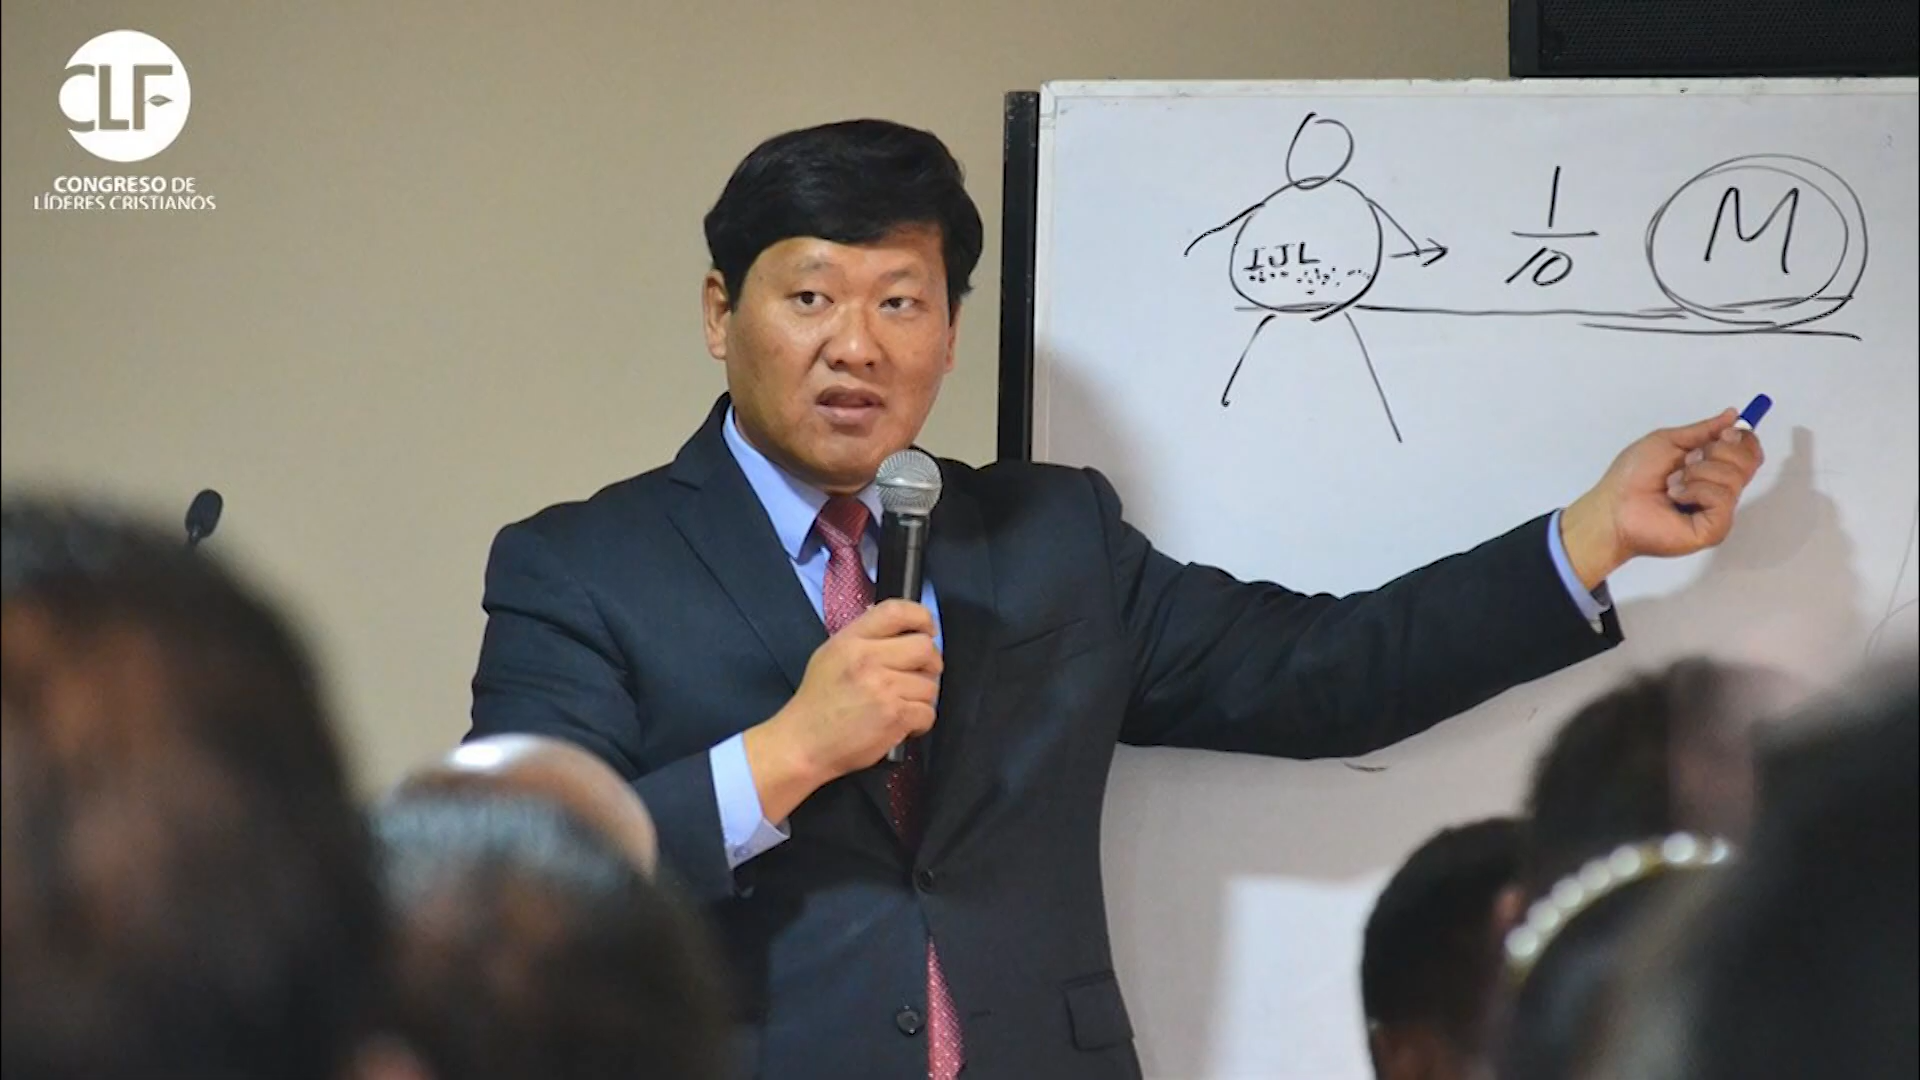 CLF
CONGRESO DE
LÍDERES CRISTIANOS
IJL
1
10
M